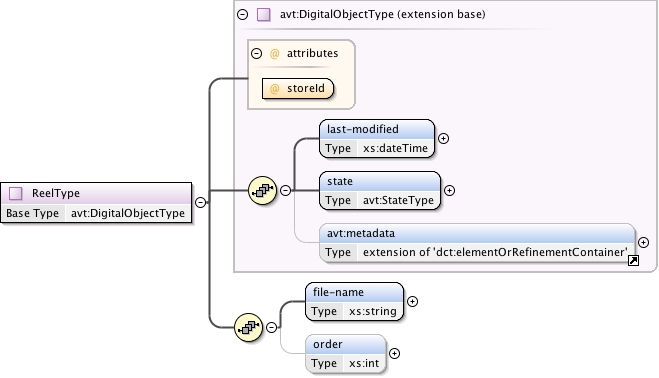 avt:DigitalObjectType (extension base)
@ attributes
@ storeId
last-modified
Type xs:dateTime
state
Type avt:StateType
avt:metadata
Type extension of 'dct:elementOrRefinementContainer'
ReelType
Base Type avt:DigitalObjectType
file-name
Type xs:string
order
Type xs:int